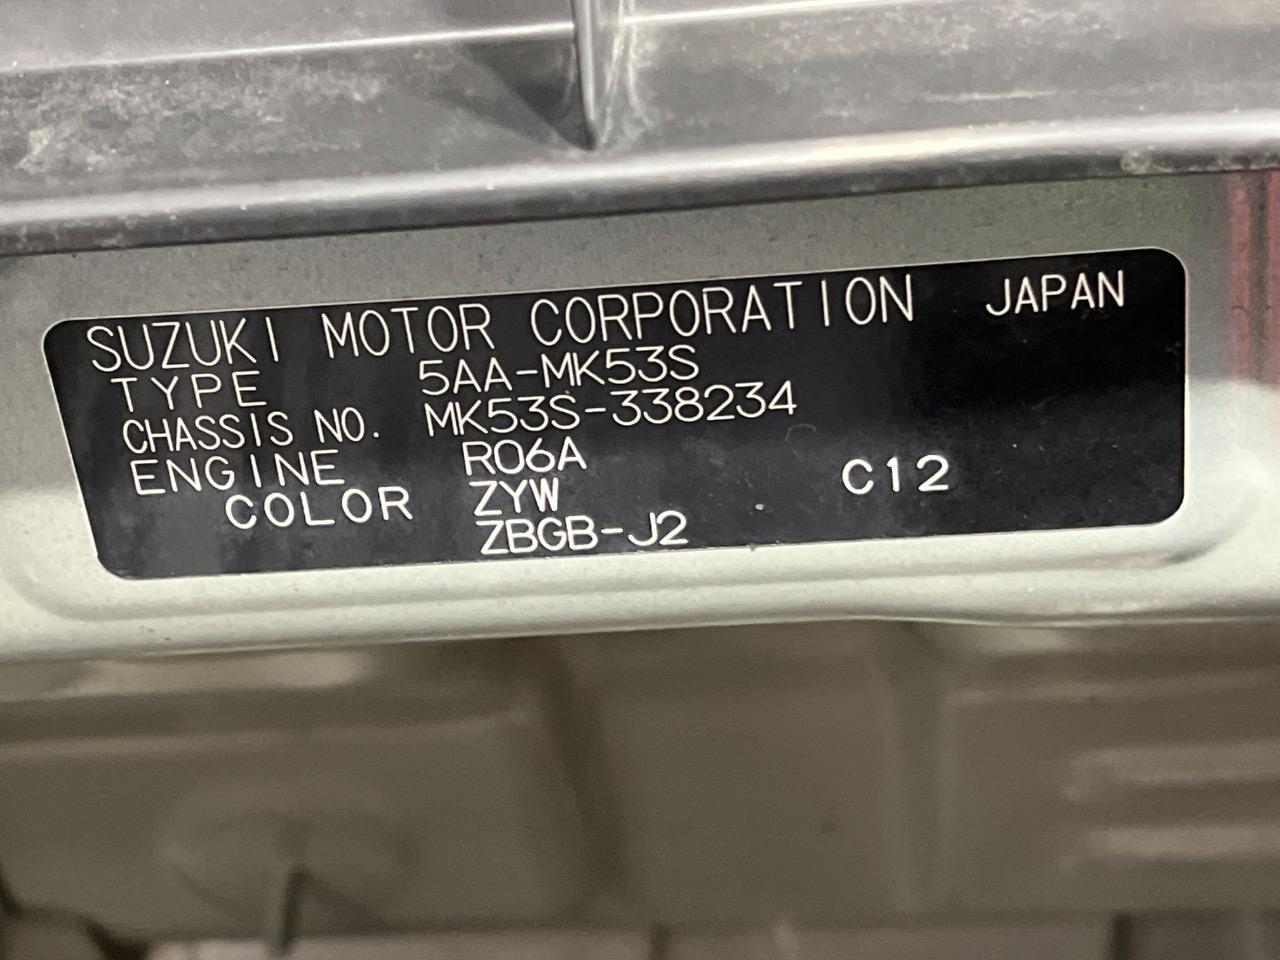 SUZUKI MOTOR CORPORATION JAPAN
TYPE 5AA-MK53S
CHASSIS NO. MK53S-338234
ENGINE R06A
COLOR ZYW C12
ZBGB-J2